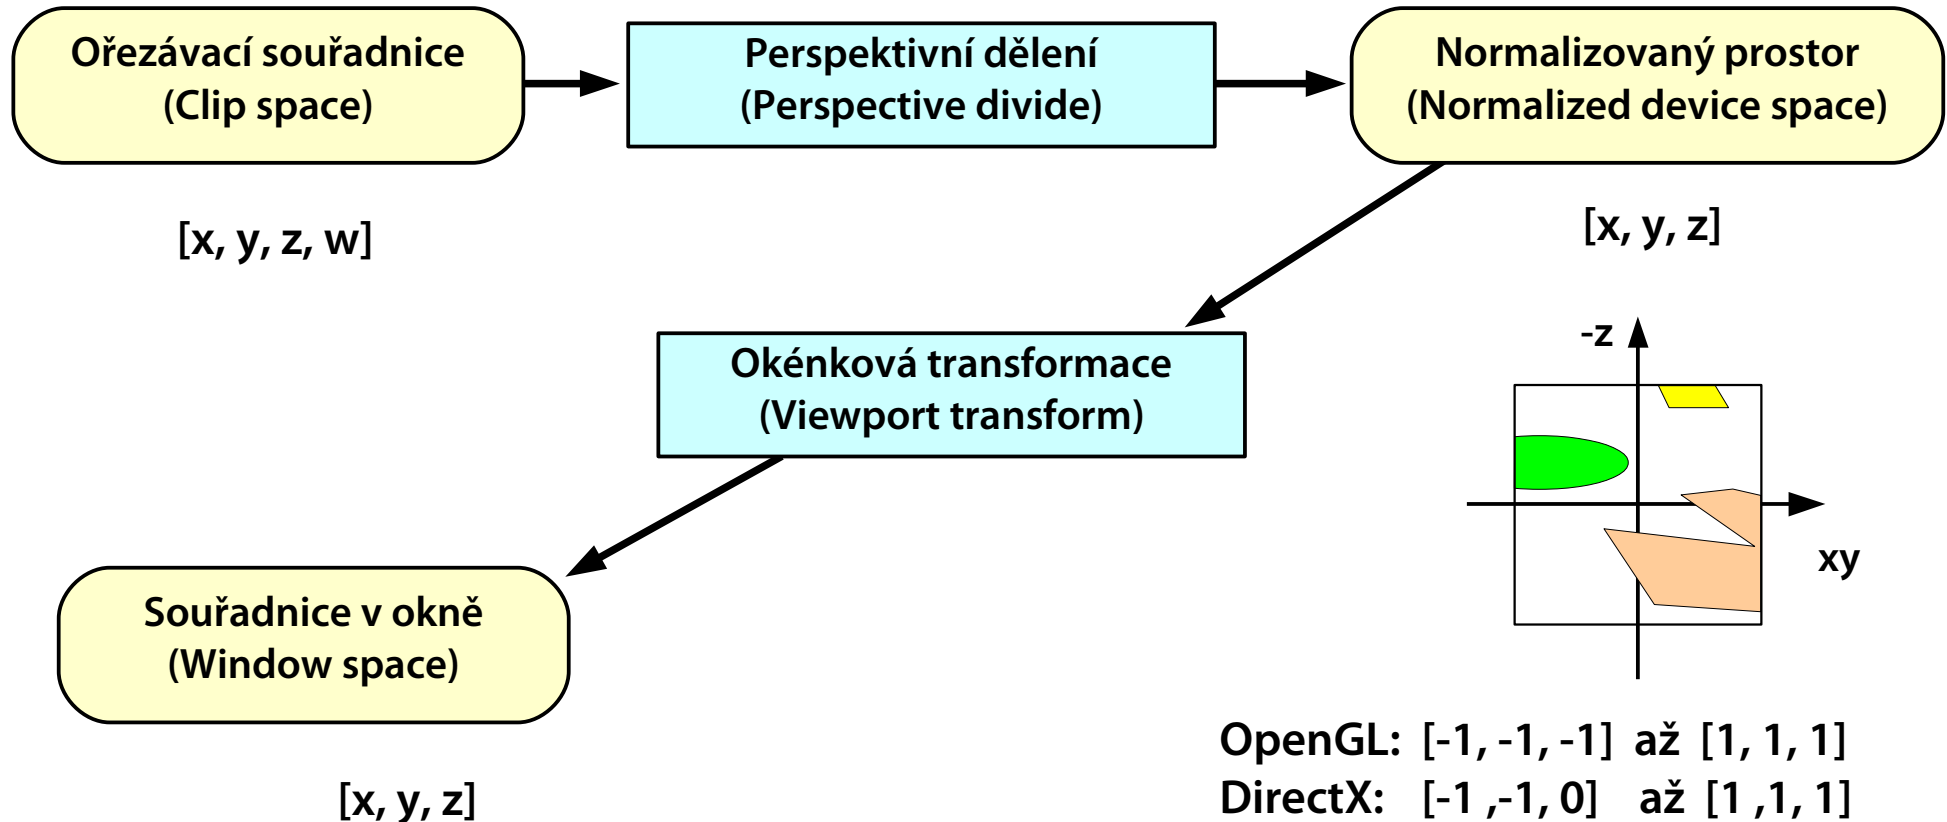 Ořezávací souřadnice
(Clip space)
Perspektivní dělení
(Perspective divide)
Normalizovaný prostor
(Normalized device space)
[x, y, z, w]
[x, y, z]
Okénková transformace
(Viewport transform)
-z
xy
Souřadnice v okně
(Window space)
[x, y, z]
OpenGL: [-1, -1, -1] až [1, 1, 1]
DirectX: [-1 ,-1, 0] až [1 ,1, 1]